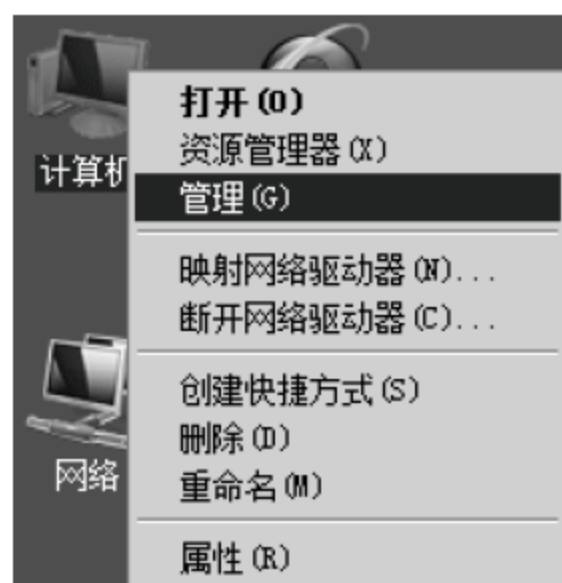 计算机
打开(O)
资源管理器(X)
管理(G)
映射网络驱动器(N)...
断开网络驱动器(C)...
创建快捷方式(S)
删除(D)
重命名(M)
网络
属性(R)